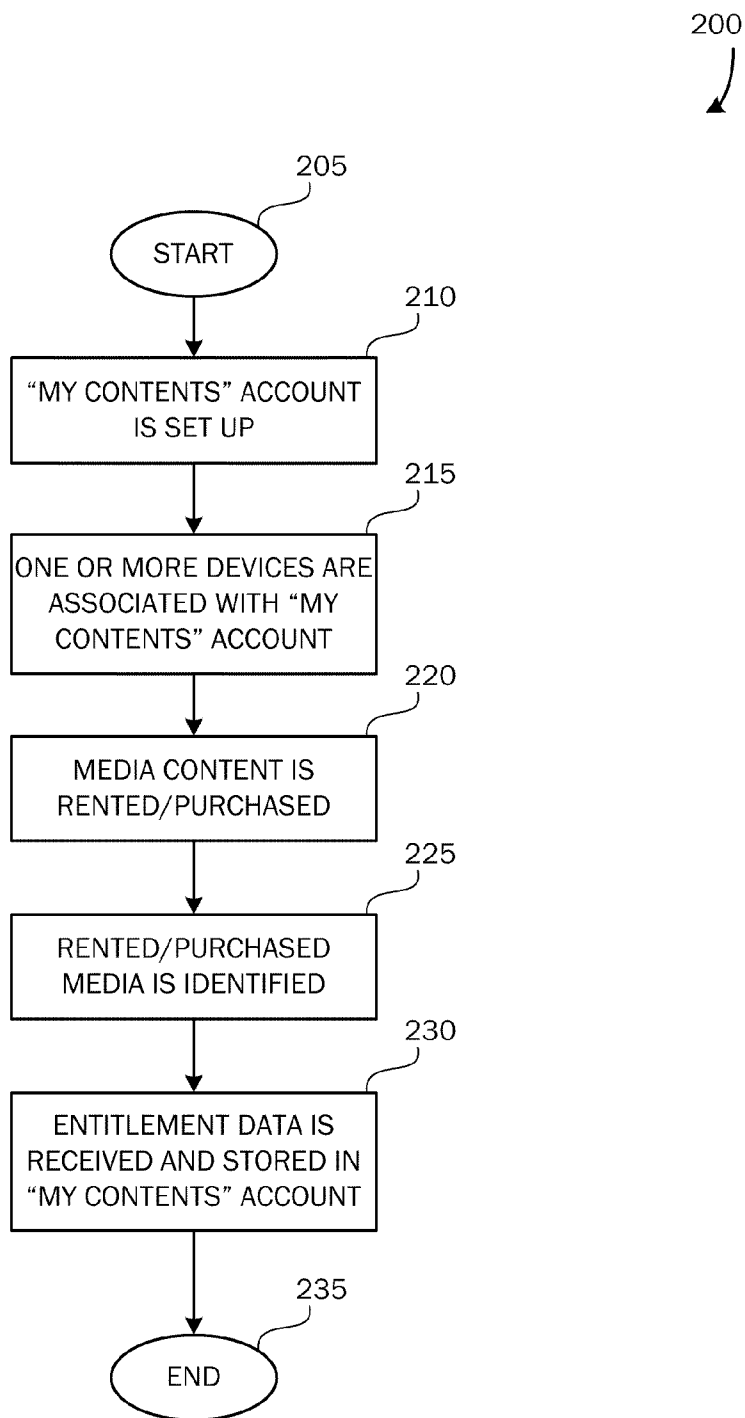 200
205
START
210
“MY CONTENTS” ACCOUNT
IS SET UP
215
ONE OR MORE DEVICES ARE
ASSOCIATED WITH “MY
CONTENTS” ACCOUNT
220
MEDIA CONTENT IS
RENTED/PURCHASED
225
RENTED/PURCHASED
MEDIA IS IDENTIFIED
230
ENTITLEMENT DATA IS
RECEIVED AND STORED IN
“MY CONTENTS” ACCOUNT
235
END